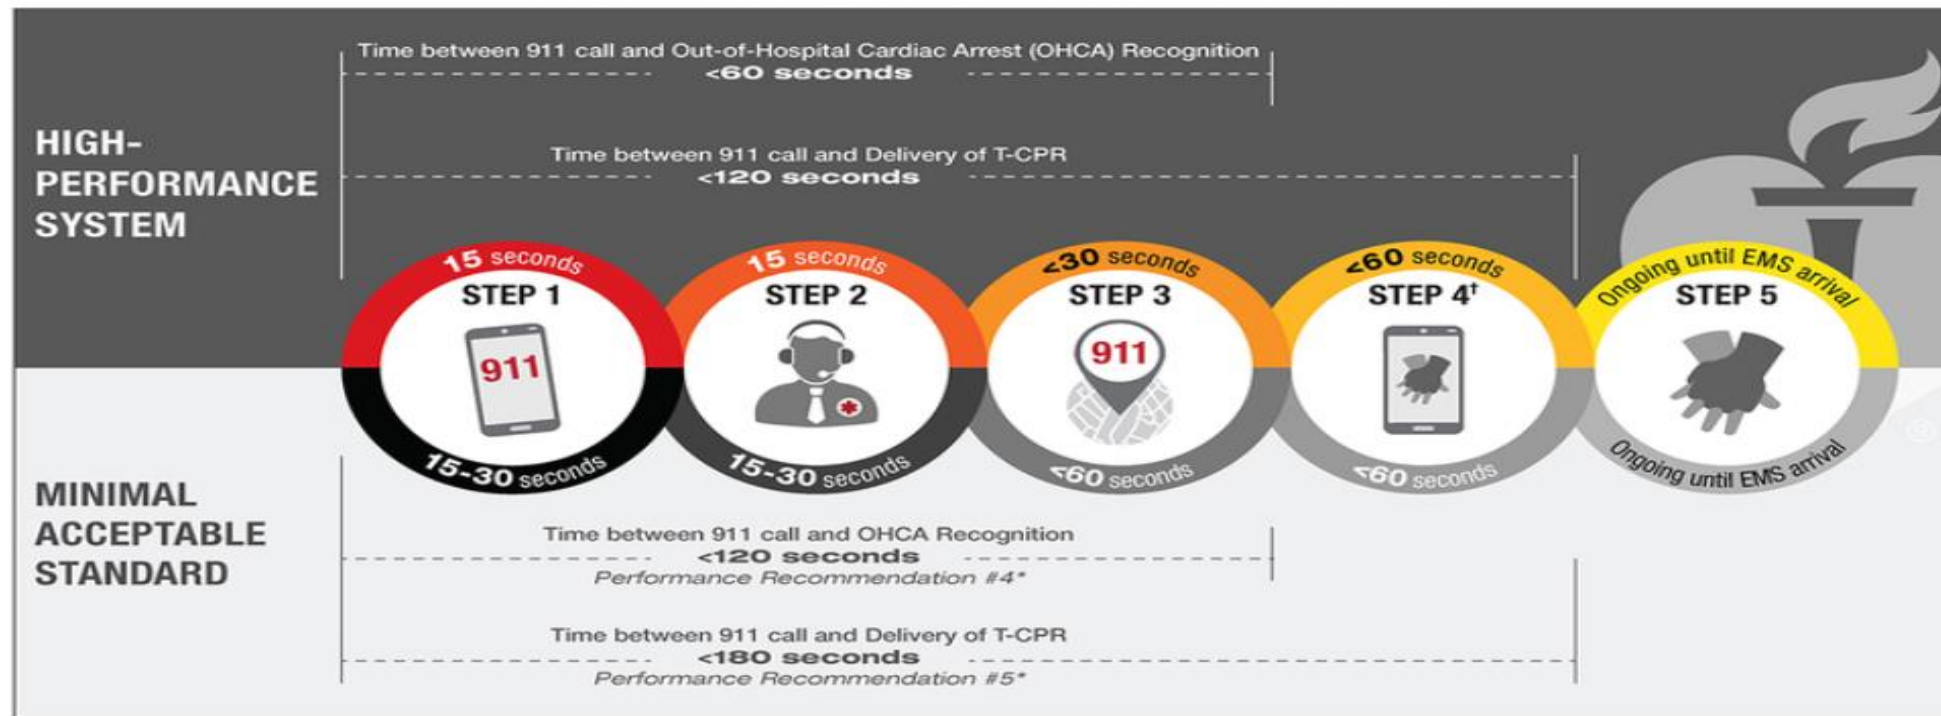 Time between 911 call and Out-of-Hospital Cardiac Arrest (OHCA) Recognition
<60 seconds
HIGH-
PERFORMANCE
SYSTEM
Time between 911 call and Delivery of T-CPR
<120 seconds
15 seconds
STEP 1
911
15-30 seconds
15 seconds
STEP 2
15-30 seconds
<30 seconds
STEP 3
911
<60 seconds
<60 seconds
STEP 4†
<60 seconds
Ongoing until EMS arrival
STEP 5
Ongoing until EMS arrival
®
MINIMAL
ACCEPTABLE
STANDARD
Time between 911 call and OHCA Recognition
<120 seconds
Performance Recommendation #4*
Time between 911 call and Delivery of T-CPR
<180 seconds
Performance Recommendation #5*